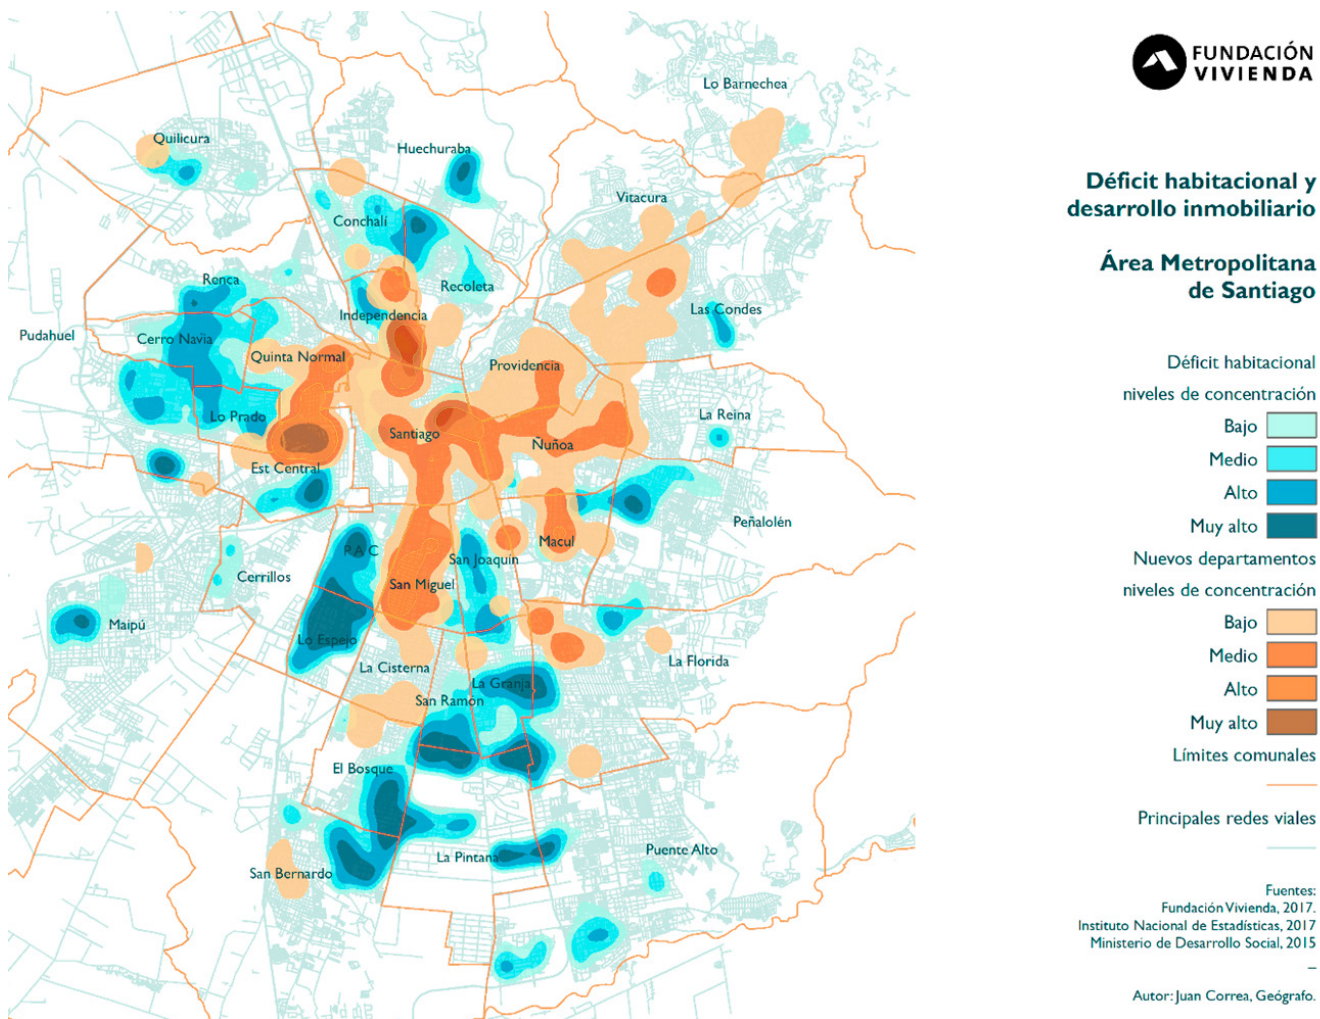 FUNDACIÓN
VIVIENDA
Déficit habitacional y
desarrollo inmobiliario
Área Metropolitana
de Santiago
Déficit habitacional
niveles de concentración
Bajo
Medio
Alto
Muy alto
Nuevos departamentos
niveles de concentración
Bajo
Medio
Alto
Muy alto
Límites comunales
Principales redes viales
Fuentes:
Fundación Vivienda, 2017.
Instituto Nacional de Estadísticas, 2017
Ministerio de Desarrollo Social, 2015
–
Autor: Juan Correa, Geógrafo.
Lo Barnechea
Quilicura
Huechuraba
Vitacura
Conchalí
Renca
Recoleta
Las Condes
Independencia
Pudahuel
Cerro Navia
Quinta Normal
Providencia
Lo Prado
La Reina
Santiago
Ñuñoa
Est Central
Peñalolén
P.A.C
Macul
San Joaquín
Cerrillos
San Miguel
Maipú
Lo Espejo
La Cisterna
La Florida
La Granja
San Ramón
El Bosque
La Pintana
Puente Alto
San Bernardo